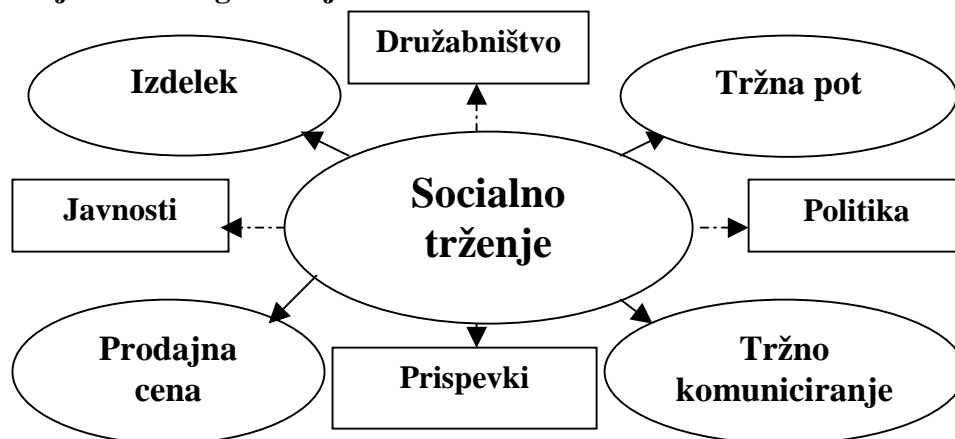 Družabništvo
Izdelek
Tržna pot
Javnosti
Socialno
trženje
Politika
Prodajna
cena
Prispevki
Tržno
komuniciranje